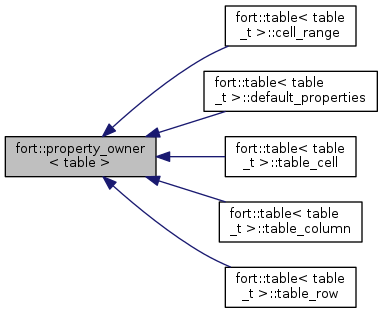 fort::table< table
_t >::cell_range
fort::table< table
_t >::default_properties
fort::property_owner
< table >
fort::table< table
_t >::table_cell
fort::table< table
_t >::table_column
fort::table< table
_t >::table_row